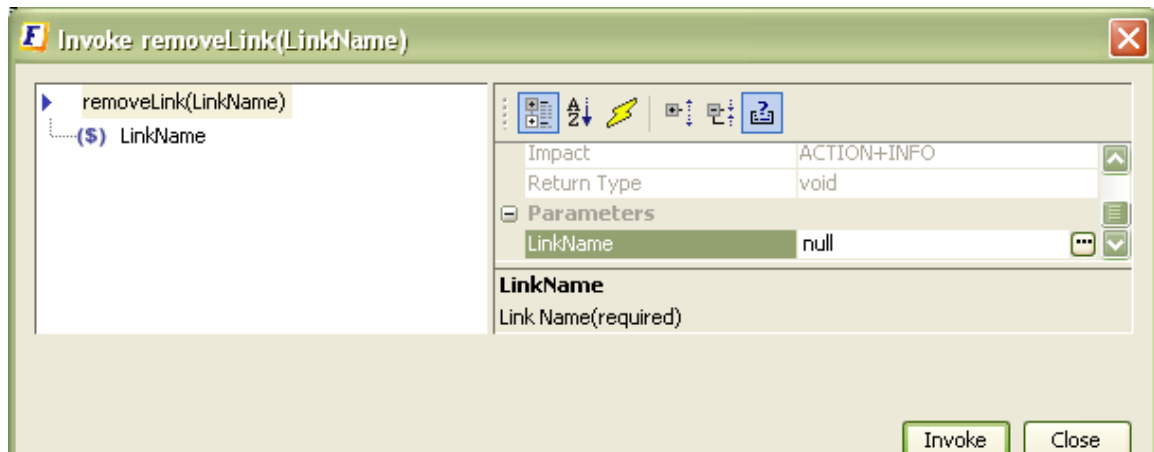 Invoke removeLink(LinkName)
removeLink(LinkName)
($) LinkName
Impact ACTION+INFO
Return Type void
Parameters
LinkName null
LinkName
Link Name(required)
Invoke Close